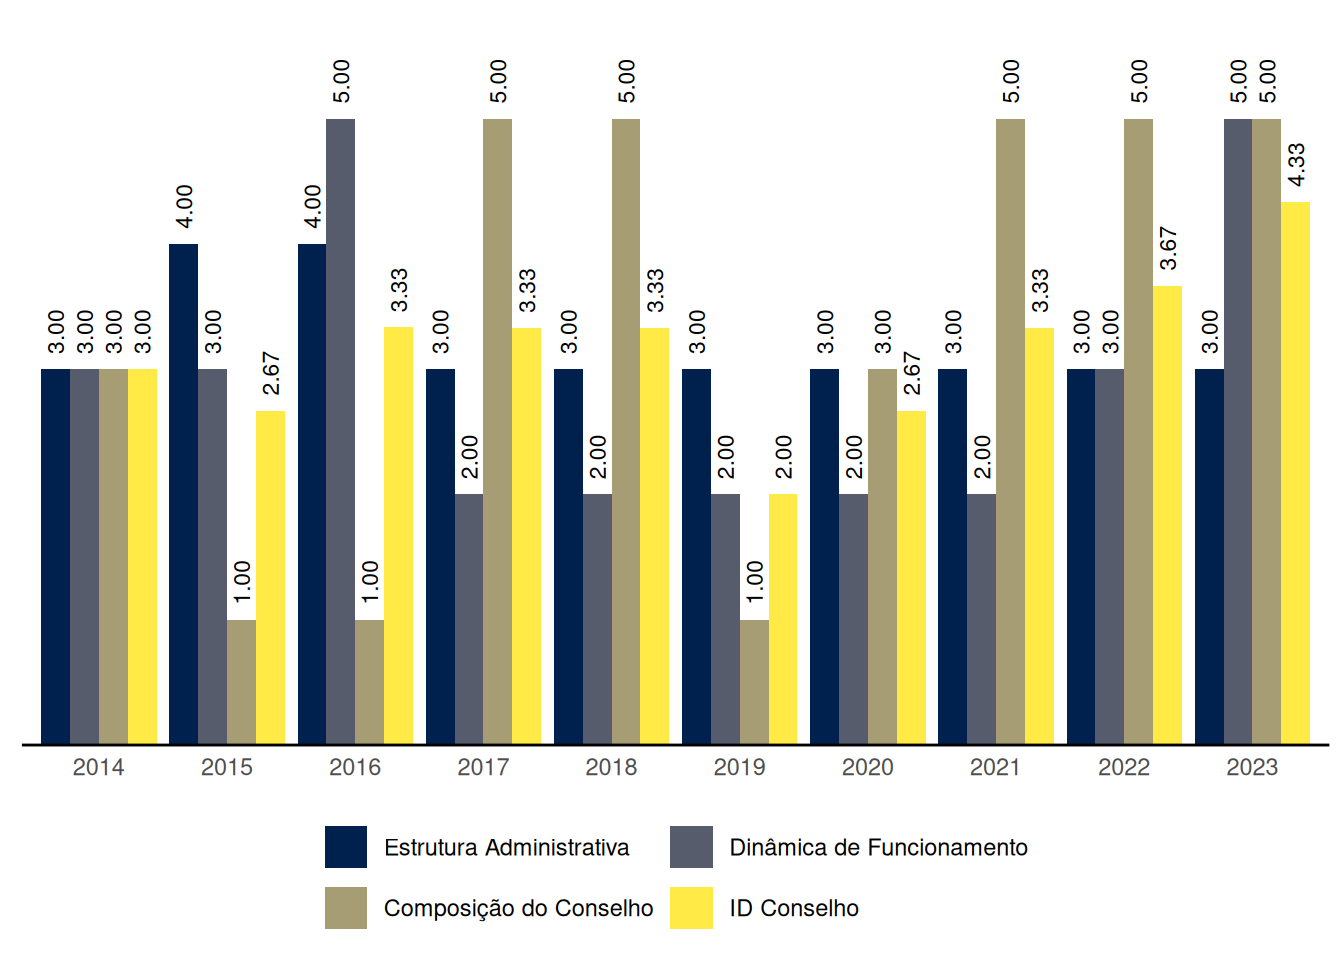 3.00 3.00 3.00 3.00
4.00 3.00 1.00 2.67
4.00 5.00 1.00 3.33
3.00 2.00 5.00 3.33
3.00 2.00 5.00 3.33
3.00 2.00 1.00 2.00
3.00 2.00 3.00 2.67
3.00 2.00 5.00 3.33
3.00 3.00 5.00 3.67
3.00 5.00 5.00 4.33
2014 2015 2016 2017 2018 2019 2020 2021 2022 2023
Estrutura Administrativa Dinâmica de Funcionamento
Composição do Conselho ID Conselho